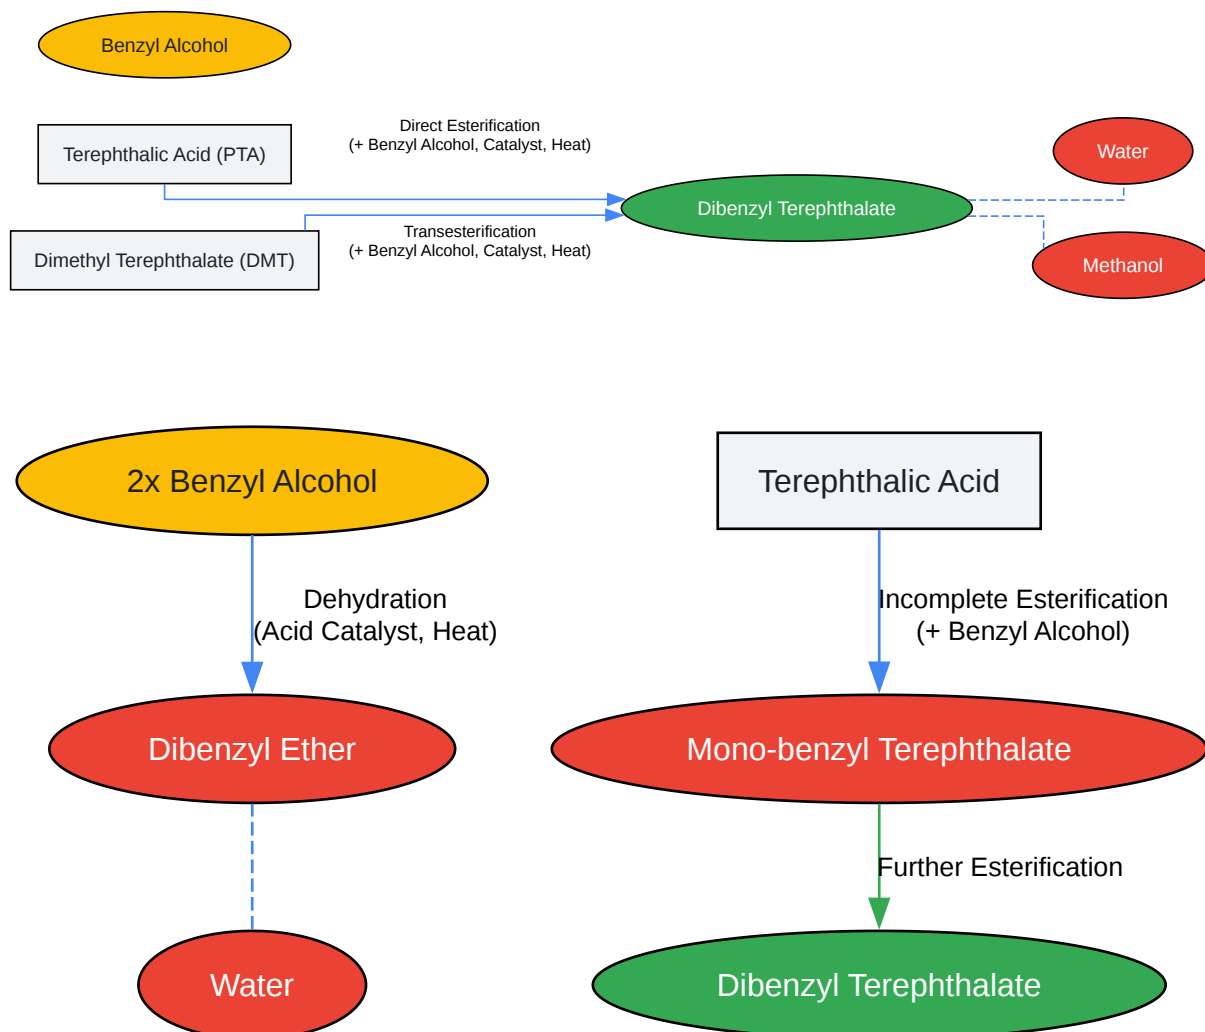 Benzyl Alcohol
Direct Esterification
(+ Benzyl Alcohol, Catalyst, Heat)
Terephthalic Acid (PTA)
Water
Dibenzyl Terephthalate
Transesterification
(+ Benzyl Alcohol, Catalyst, Heat)
Dimethyl Terephthalate (DMT)
Methanol
2x Benzyl Alcohol
Dehydration
(Acid Catalyst, Heat)
Dibenzyl Ether
Water
Terephthalic Acid
Incomplete Esterification
(+ Benzyl Alcohol)
Mono-benzyl Terephthalate
Further Esterification
Dibenzyl Terephthalate